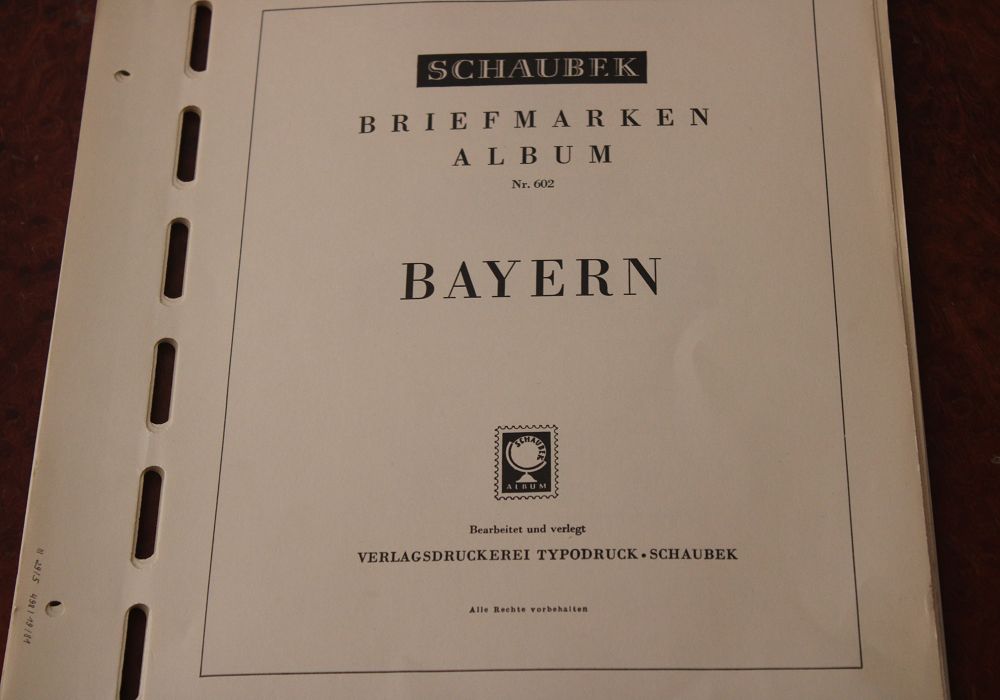 SCHAUBEK
BRIEFMARKEN
ALBUM
Nr. 602
BAYERN
SCHAUBEK
ALBUM
Bearbeitet und verlegt
VERLAGSDRUCKEREI TYPODRUCK • SCHAUBEK
Alle Rechte vorbehalten